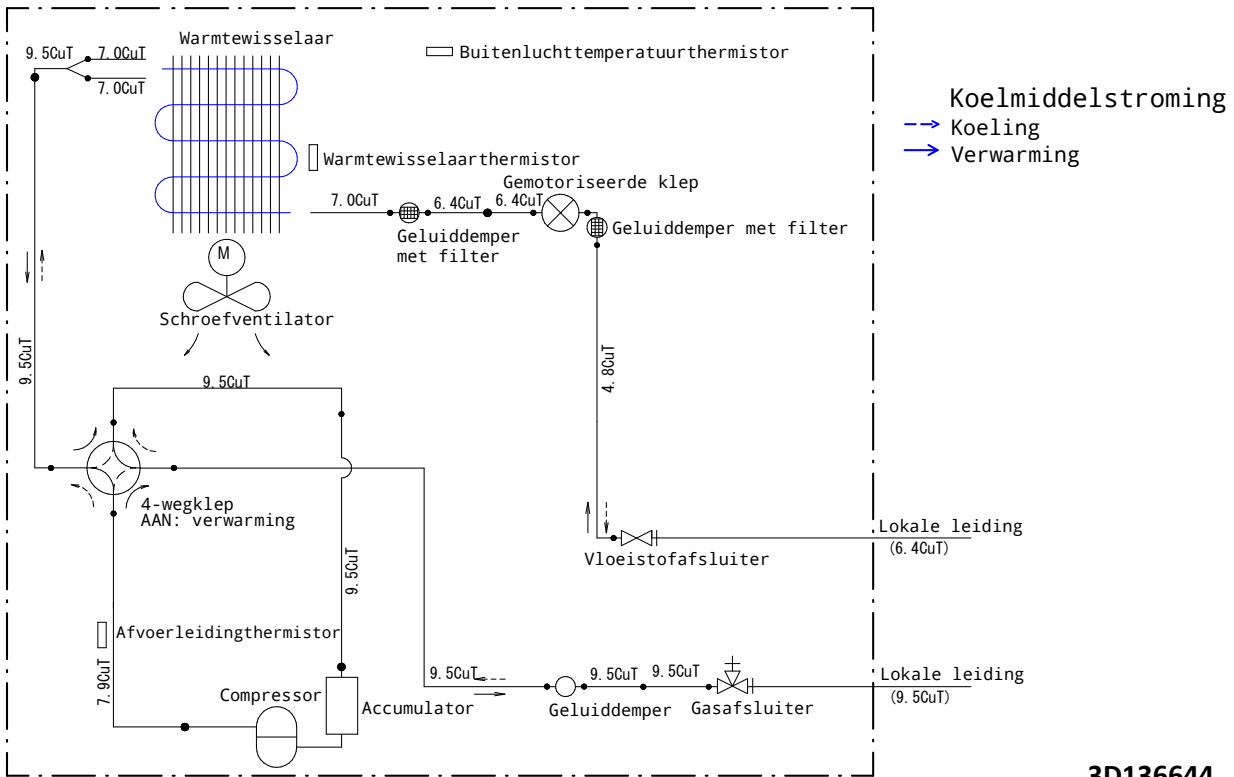 Warmtewisselaar
9.5CuT
7.0CuT
7.0CuT
Buitenluchttemperatuurthermistor
Koelmiddelstroming
Koeling
Verwarming
Warmtewisselaarthermistor
Gemotoriseerde klep
7.0CuT
6.4CuT
6.4CuT
Geluiddemper
met filter
Geluiddemper met filter
M
Schroefventilator
9.5CuT
9.5CuT
4.8CuT
4-wegklep
AAN: verwarming
9.5CuT
Lokale leiding
(6.4CuT)
Vloeistofafsluiter
Afvoerleidingthermistor
7.9CuT
Compressor
Accumulator
9.5CuT
9.5CuT
9.5CuT
Geluiddemper
Gasafsluiter
Lokale leiding
(9.5CuT)
3D136644